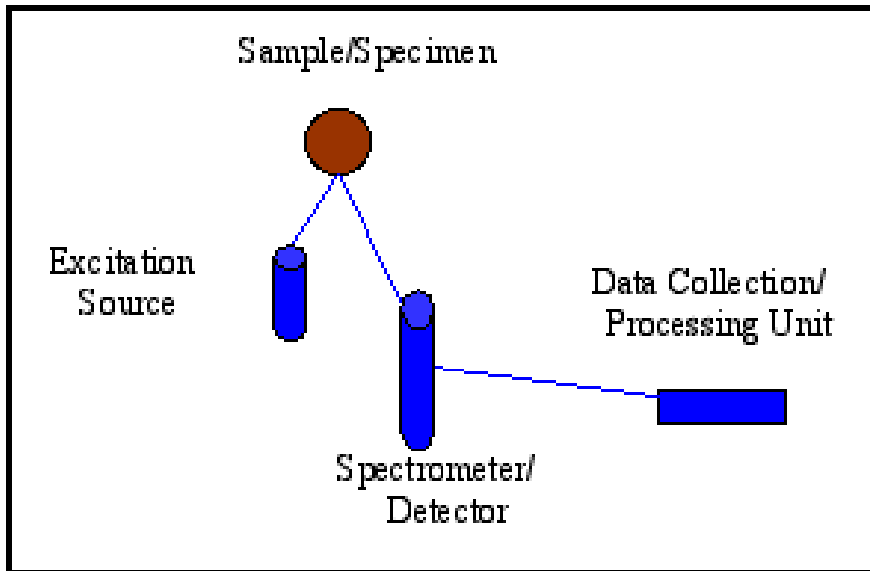 Sample/Specimen
Excitation
Source
Data Collection/
Processing Unit
Spectrometer/
Detector